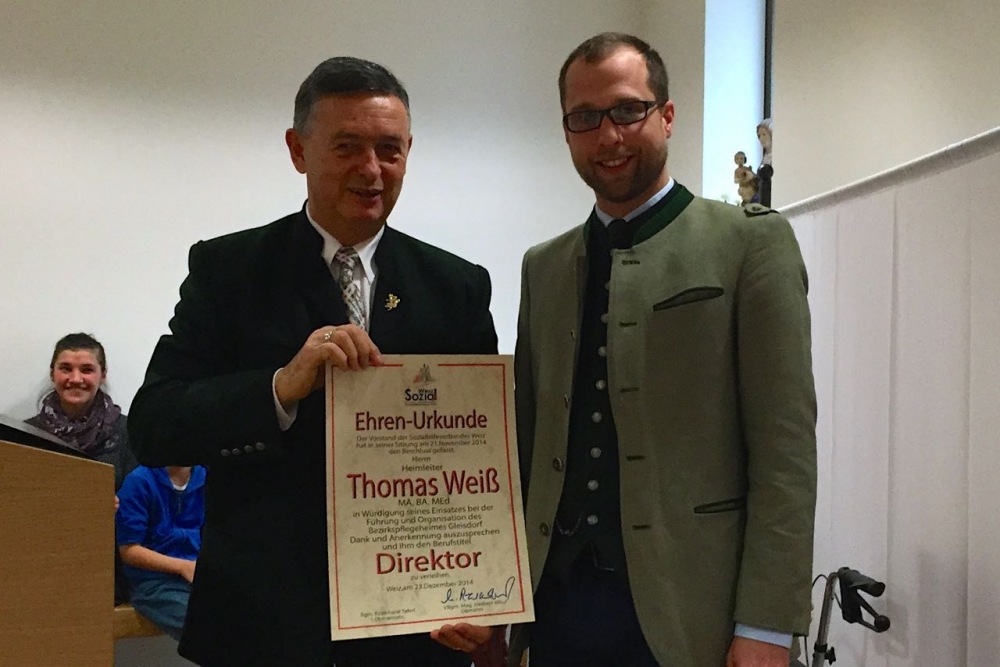 Weiz
Sozial
Ehren-Urkunde
Der Vorstand der Sozialhilfeverbandes Weiz
hat in seiner Sitzung am 21.November 2014
den Beschluß gefasst,
Herrn
Heimleiter
Thomas Weiß
MA, BA, MEd
in Würdigung seines Einsatzes bei der
Führung und Organisation des
Bezirkspflegeheimes Gleisdorf
Dank und Anerkennung auszusprechen
und ihm den Berufstitel
Direktor
zu verleihen.
Weiz,am 23.Dezember 2014